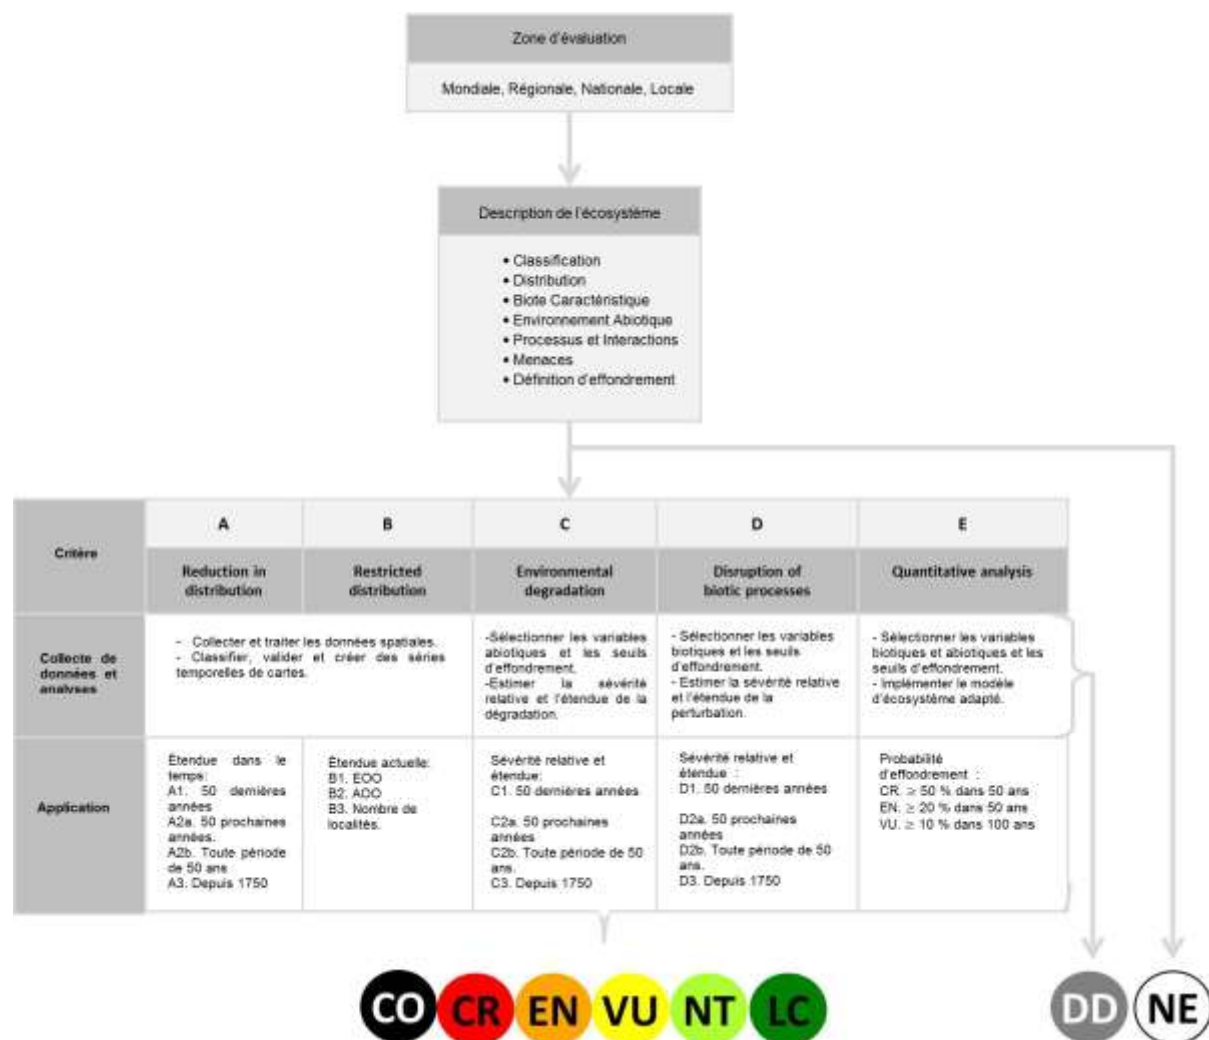 Zone d'évaluation
Mondiale, Régionale, Nationale, Locale
Description de l'écosystème
• Classification
• Distribution
• Biote Caractéristique
• Environnement Abiotique
• Processus et Interactions
• Menaces
• Définition d'effondrement
Critère
A
B
C
D
E
Reduction in
distribution
Restricted
distribution
Environmental
degradation
Disruption of
biotic processes
Quantitative analysis
Collecte de
données et
analyses
- Collecter et traiter les données spatiales.
- Classifier, valider et créer des séries
temporelles de cartes.
-Sélectionner les variables
abiotiques et les seuils
d'effondrement.
-Estimer la sévérité
relative et l'étendue de la
dégradation.
- Sélectionner les variables
biotiques et les seuils
d'effondrement.
- Estimer la sévérité relative
et l'étendue de la
perturbation.
- Sélectionner les variables
biotiques et abiotiques et les
seuils d'effondrement.
- Implémenter le modèle
d'écosystème adapté.
Application
Étendue dans le
temps:
A1. 50 dernières
années
A2a. 50 prochaines
années.
A2b. Toute période
de 50 ans
A3. Depuis 1750
Étendue actuelle:
B1. EOO
B2. AOO
B3. Nombre de
localités.
Sévérité relative et
étendue:
C1. 50 dernières années
C2a. 50 prochaines
années
C2b. Toute période de 50
ans.
C3. Depuis 1750
Sévérité relative et
étendue :
D1. 50 dernières années
D2a. 50 prochaines
années
D2b. Toute période de 50
ans.
D3. Depuis 1750
Probabilité
d'effondrement :
CR. ≥ 50 % dans 50 ans
EN. ≥ 20 % dans 50 ans
VU. ≥ 10 % dans 100 ans
CO CR EN VU NT LC DD NE